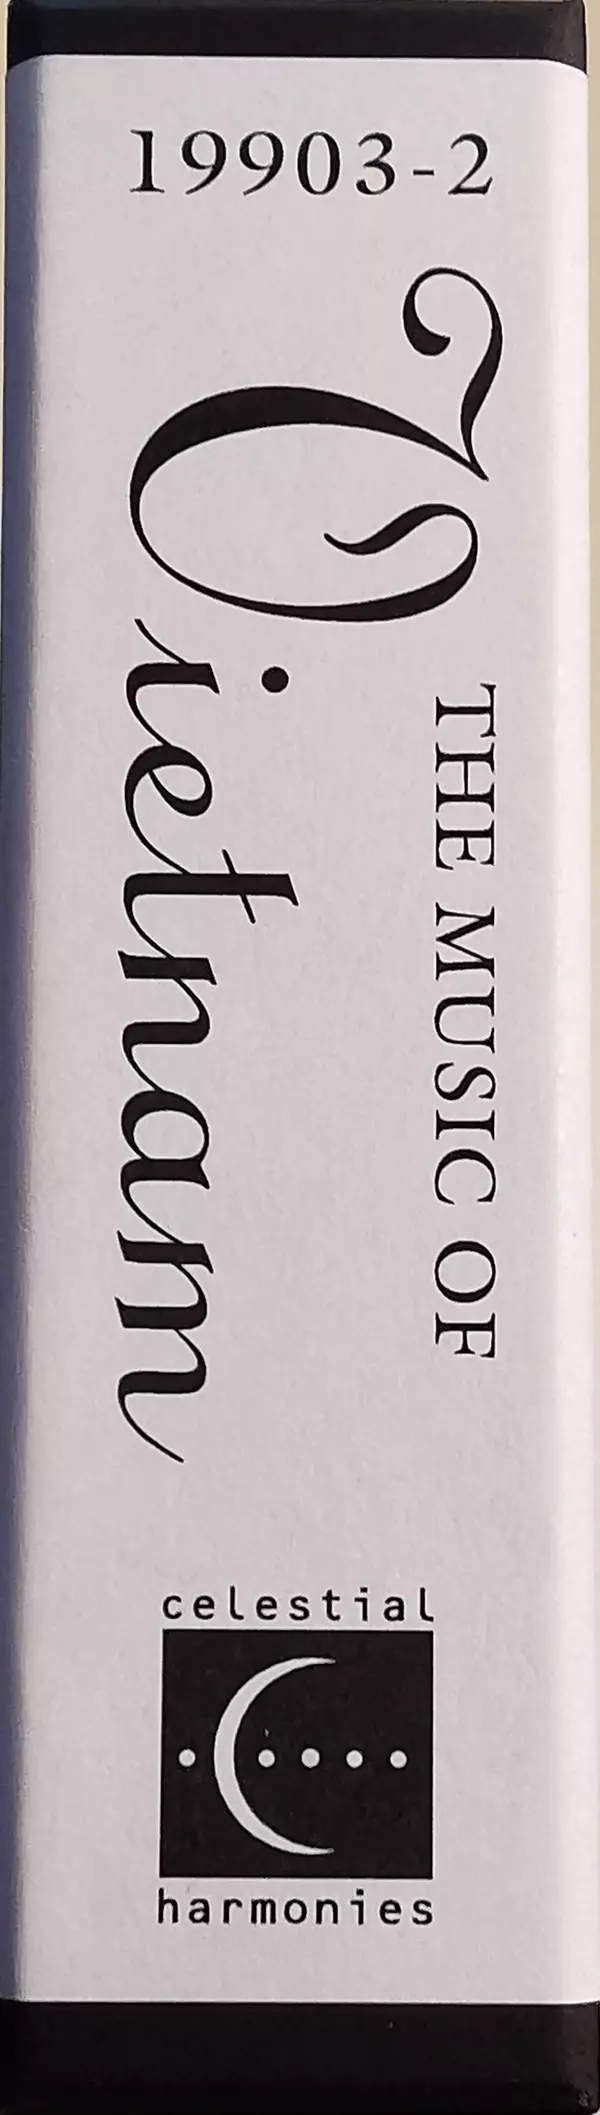 19903-2
THE MUSIC OF
Vietnam
celestial
harmonies